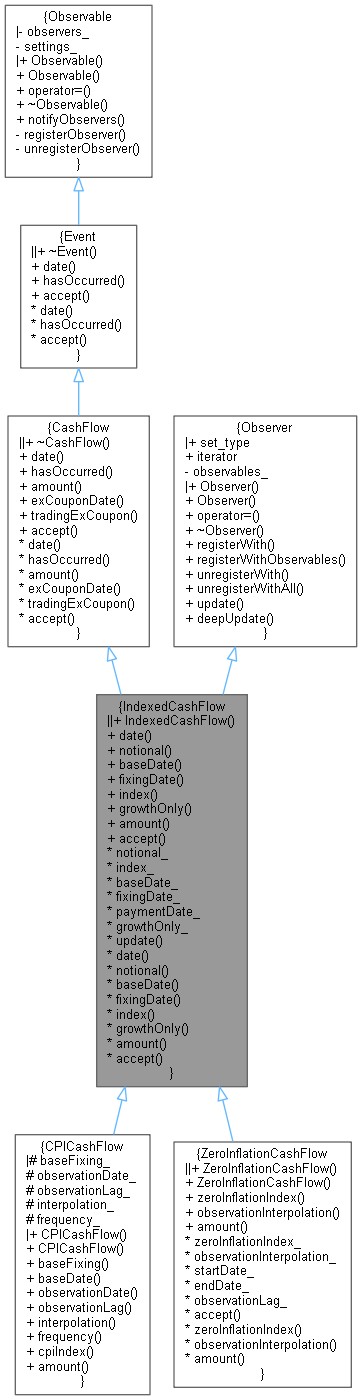 {Observable
|- observers_
- settings_
|+ Observable()
+ Observable()
+ operator=()
+ ~Observable()
+ notifyObservers()
- registerObserver()
- unregisterObserver()
}
{Event
||+ ~Event()
+ date()
+ hasOccurred()
+ accept()
* date()
* hasOccurred()
* accept()
}
{CashFlow
||+ ~CashFlow()
+ date()
+ hasOccurred()
+ amount()
+ exCouponDate()
+ tradingExCoupon()
+ accept()
* date()
* hasOccurred()
* amount()
* exCouponDate()
* tradingExCoupon()
* accept()
}
{Observer
|+ set_type
+ iterator
- observables_
|+ Observer()
+ Observer()
+ operator=()
+ ~Observer()
+ registerWith()
+ registerWithObservables()
+ unregisterWith()
+ unregisterWithAll()
+ update()
+ deepUpdate()
}
{IndexedCashFlow
||+ IndexedCashFlow()
+ date()
+ notional()
+ baseDate()
+ fixingDate()
+ index()
+ growthOnly()
+ amount()
+ accept()
* notional_
* index_
* baseDate_
* fixingDate_
* paymentDate_
* growthOnly_
* update()
* date()
* notional()
* baseDate()
* fixingDate()
* index()
* growthOnly()
* amount()
* accept()
}
{CPICashFlow
|# baseFixing_
# observationDate_
# observationLag_
# interpolation_
# frequency_
|+ CPICashFlow()
+ CPICashFlow()
+ baseFixing()
+ baseDate()
+ observationDate()
+ observationLag()
+ interpolation()
+ frequency()
+ cpiIndex()
+ amount()
}
{ZeroInflationCashFlow
||+ ZeroInflationCashFlow()
+ ZeroInflationCashFlow()
+ zeroInflationIndex()
+ observationInterpolation()
+ amount()
* zeroInflationIndex_
* observationInterpolation_
* startDate_
* endDate_
* observationLag_
* accept()
* zeroInflationIndex()
* observationInterpolation()
* amount()
}